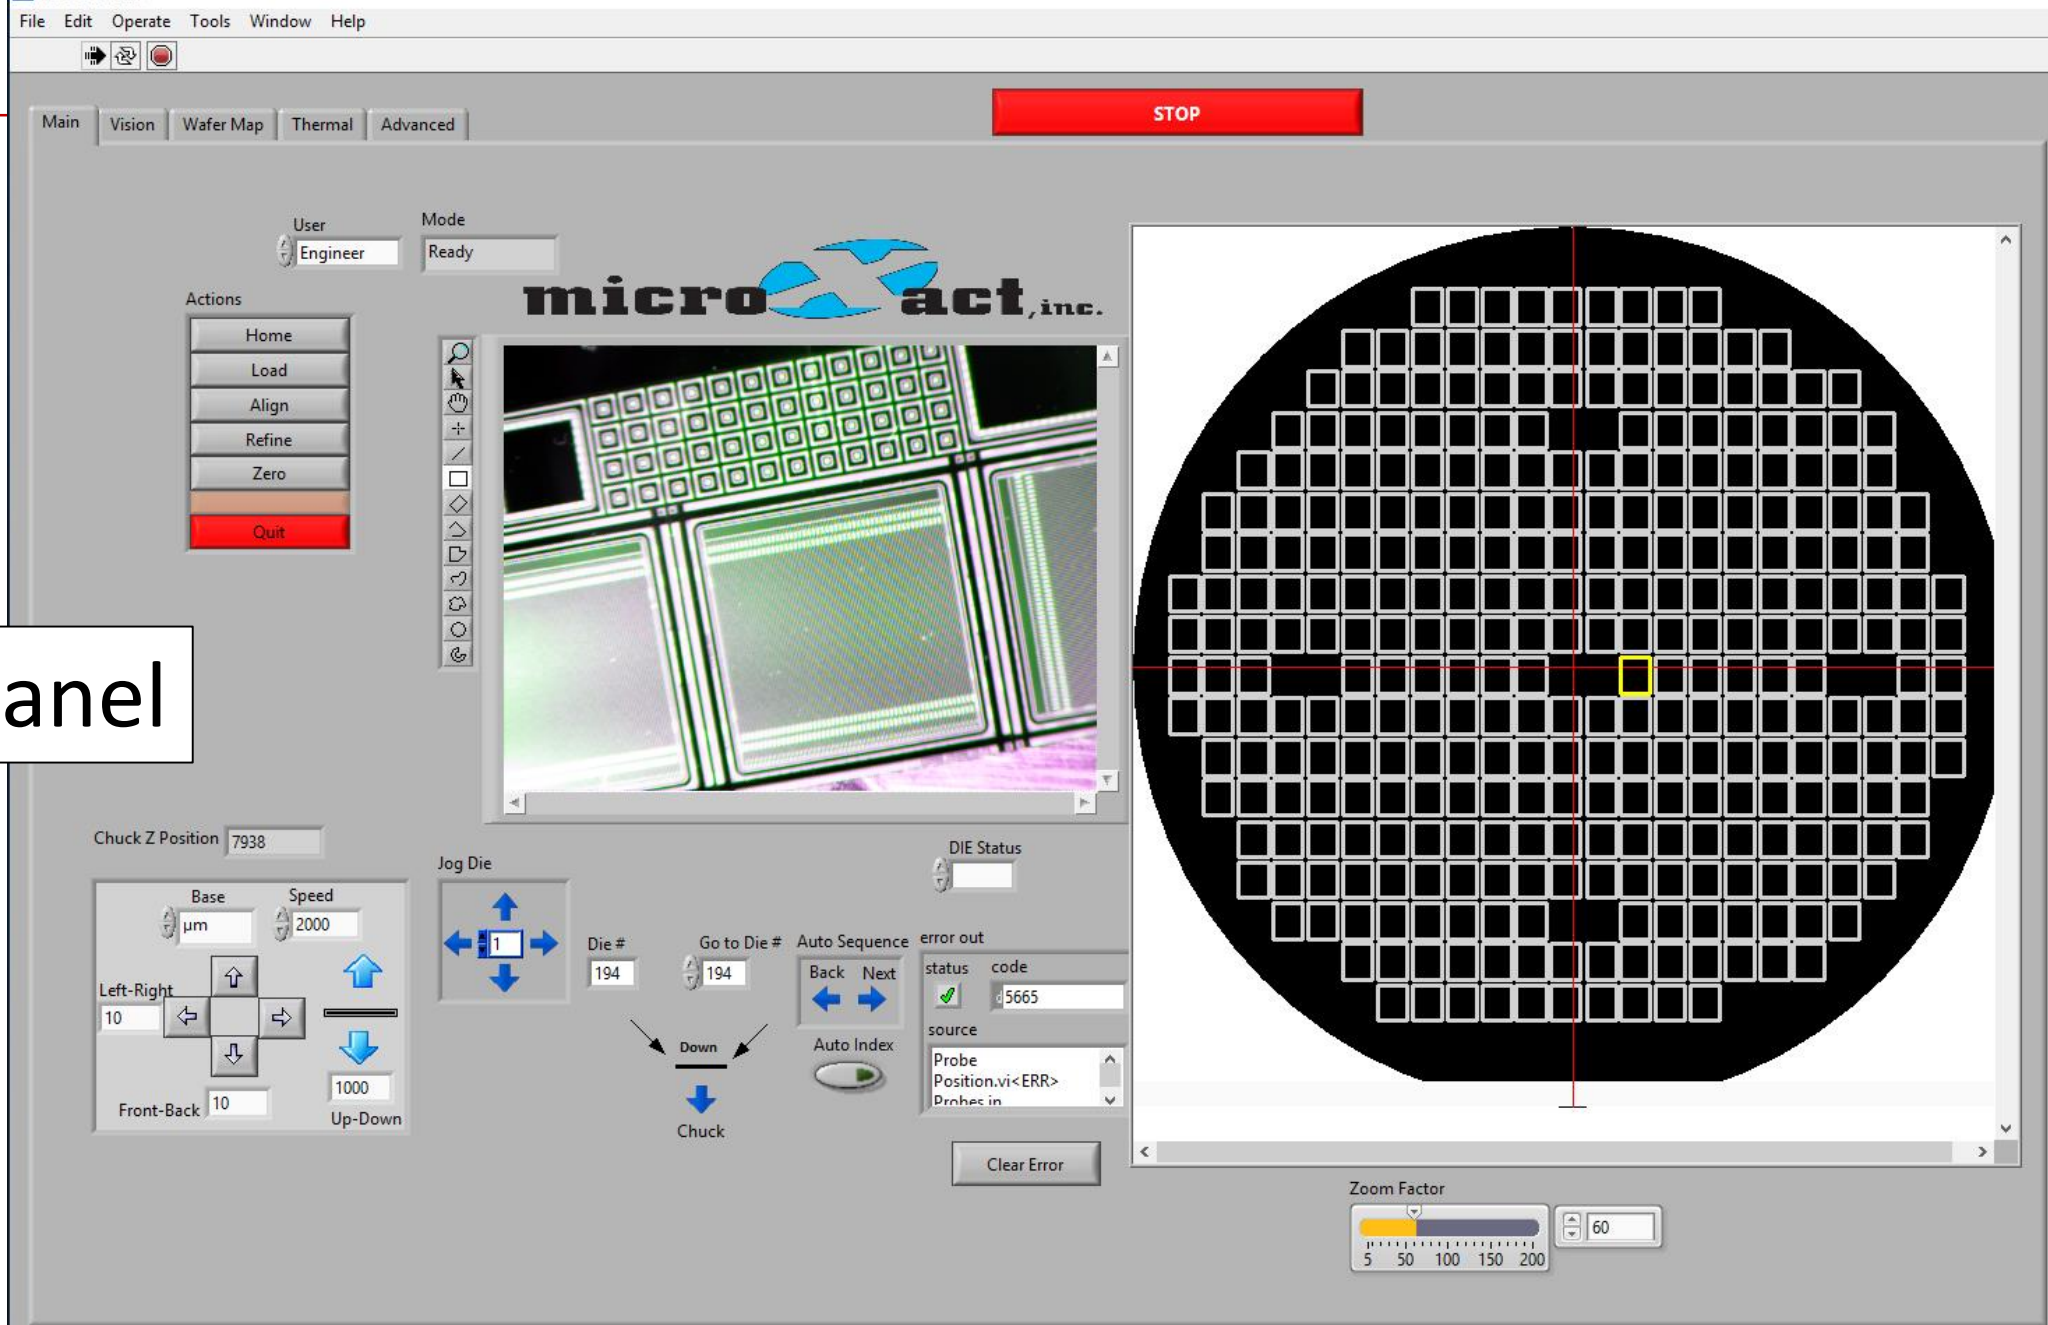 File Edit Operate Tools Window Help
STOP
Main Vision Wafer Map Thermal Advanced
User
Engineer
Mode
Ready
microXact,inc.
Actions
Home
Load
Align
Refine
Zero
Quit
anel
Chuck Z Position 7938
Base
µm
Speed
2000
Left-Right
10
Front-Back 10
1000
Up-Down
Jog Die
1
Die #
194
Go to Die #
194
Down
Chuck
Auto Sequence
Back Next
Auto Index
DIE Status
error out
status code
d 5665
source
Probe
Position.vi<ERR>
Probes in
Clear Error
Zoom Factor
5 50 100 150 200
60